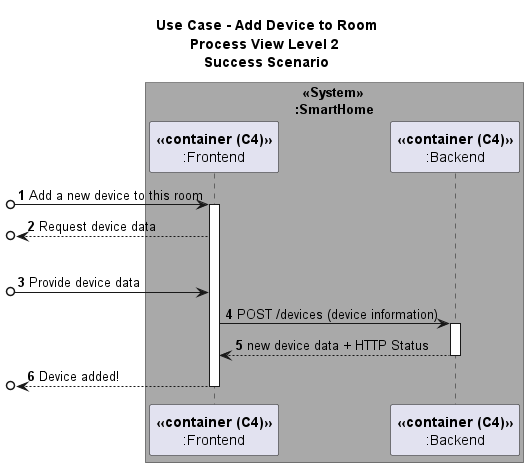 Use Case - Add Device to Room
Process View Level 2
Success Scenario
«System»
:SmartHome
«container (C4)» «container (C4)»
:Frontend :Backend
1 Add a new device to this room
2 Request device data
3 Provide device data
4 POST /devices (device information)
5 new device data + HTTP Status
6 Device added!
«container (C4)» «container (C4)»
:Frontend :Backend